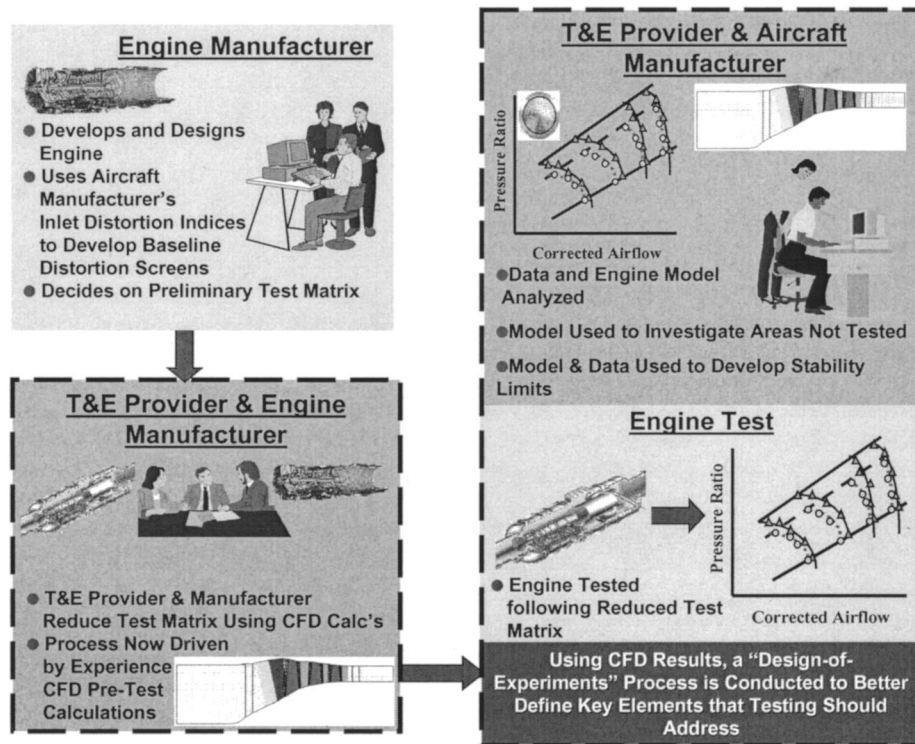 Engine Manufacturer
Develops and Designs
Engine
Uses Aircraft
Manufacturer's
Inlet Distortion Indices
to Develop Baseline
Distortion Screens
Decides on Preliminary Test Matrix
T&E Provider & Engine
Manufacturer
T&E Provider & Manufacturer
Reduce Test Matrix Using CFD Calc's
Process Now Driven
by Experience
CFD Pre-Test
Calculations
T&E Provider & Aircraft
Manufacturer
Pressure Ratio
Corrected Airflow
Data and Engine Model
Analyzed
Model Used to Investigate Areas Not Tested
Model & Data Used to Develop Stability
Limits
Engine Test
Pressure Ratio
Engine Tested
following Reduced Test
Matrix
Corrected Airflow
Using CFD Results, a "Design-of-
Experiments" Process is Conducted to Better
Define Key Elements that Testing Should
Address